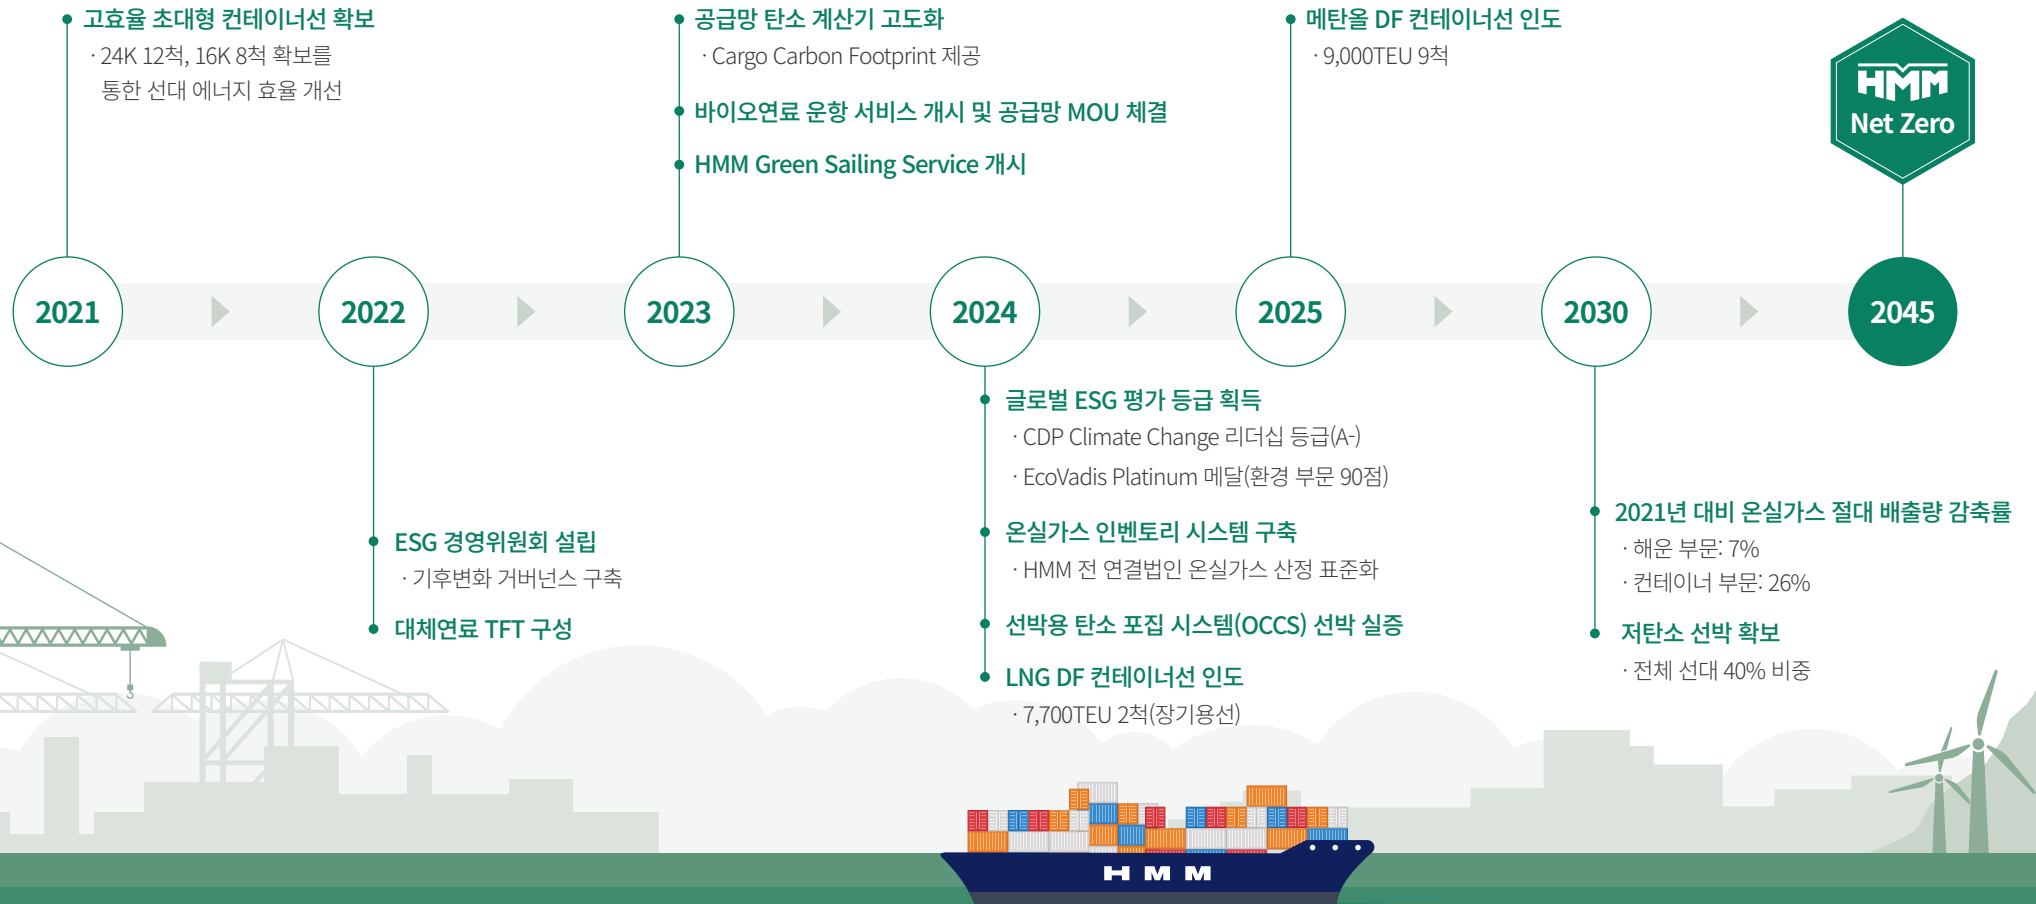 고효율 초대형 컨테이너선 확보
· 24K 12척, 16K 8척 확보를
통한 선대 에너지 효율 개선
공급망 탄소 계산기 고도화
· Cargo Carbon Footprint 제공
바이오연료 운항 서비스 개시 및 공급망 MOU 체결
HMM Green Sailing Service 개시
메탄올 DF 컨테이너선 인도
· 9,000TEU 9척
HMM
Net Zero
2021
2022
2023
2024
2025
2030
2045
ESG 경영위원회 설립
· 기후변화 거버넌스 구축
대체연료 TFT 구성
글로벌 ESG 평가 등급 획득
· CDP Climate Change 리더십 등급(A-)
· EcoVadis Platinum 메달(환경 부문 90점)
온실가스 인벤토리 시스템 구축
· HMM 전 연결법인 온실가스 산정 표준화
선박용 탄소 포집 시스템(OCCS) 선박 실증
LNG DF 컨테이너선 인도
· 7,700TEU 2척(장기용선)
2021년 대비 온실가스 절대 배출량 감축률
· 해운 부문: 7%
· 컨테이너 부문: 26%
저탄소 선박 확보
· 전체 선대 40% 비중
HMM